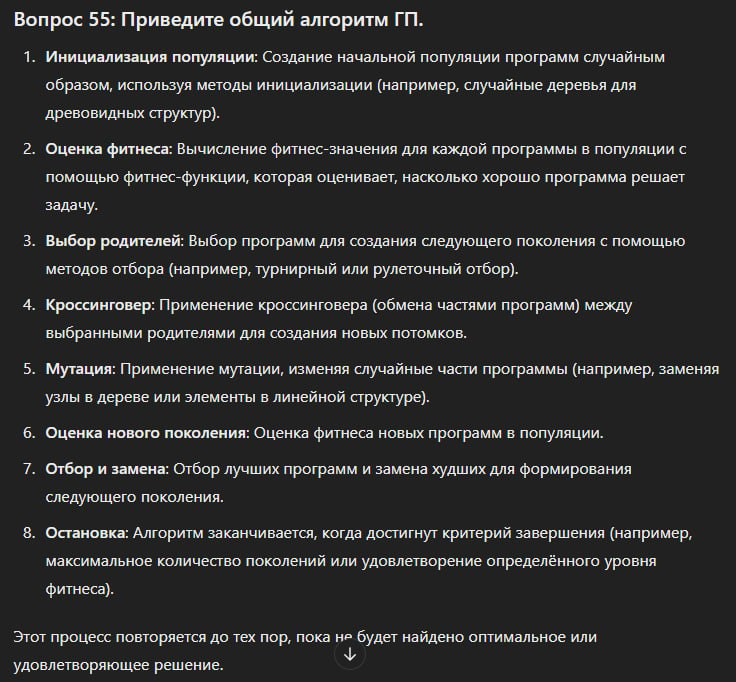 Вопрос 55: Приведите общий алгоритм ГП.
1. Инициализация популяции: Создание начальной популяции программ случайным
образом, используя методы инициализации (например, случайные деревья для
древовидных структур).
2. Оценка фитнеса: Вычисление фитнес-значения для каждой программы в популяции с
помощью фитнес-функции, которая оценивает, насколько хорошо программа решает
задачу.
3. Выбор родителей: Выбор программ для создания следующего поколения с помощью
методов отбора (например, турнирный или рулеточный отбор).
4. Кроссинговер: Применение кроссинговера (обмена частями программ) между
выбранными родителями для создания новых потомков.
5. Мутация: Применение мутации, изменяя случайные части программы (например, заменяя
узлы в дереве или элементы в линейной структуре).
6. Оценка нового поколения: Оценка фитнеса новых программ в популяции.
7. Отбор и замена: Отбор лучших программ и замена худших для формирования
следующего поколения.
8. Остановка: Алгоритм заканчивается, когда достигнут критерий завершения (например,
максимальное количество поколений или удовлетворение определённого уровня
фитнеса).
Этот процесс повторяется до тех пор, пока не будет найдено оптимальное или
удовлетворяющее решение.